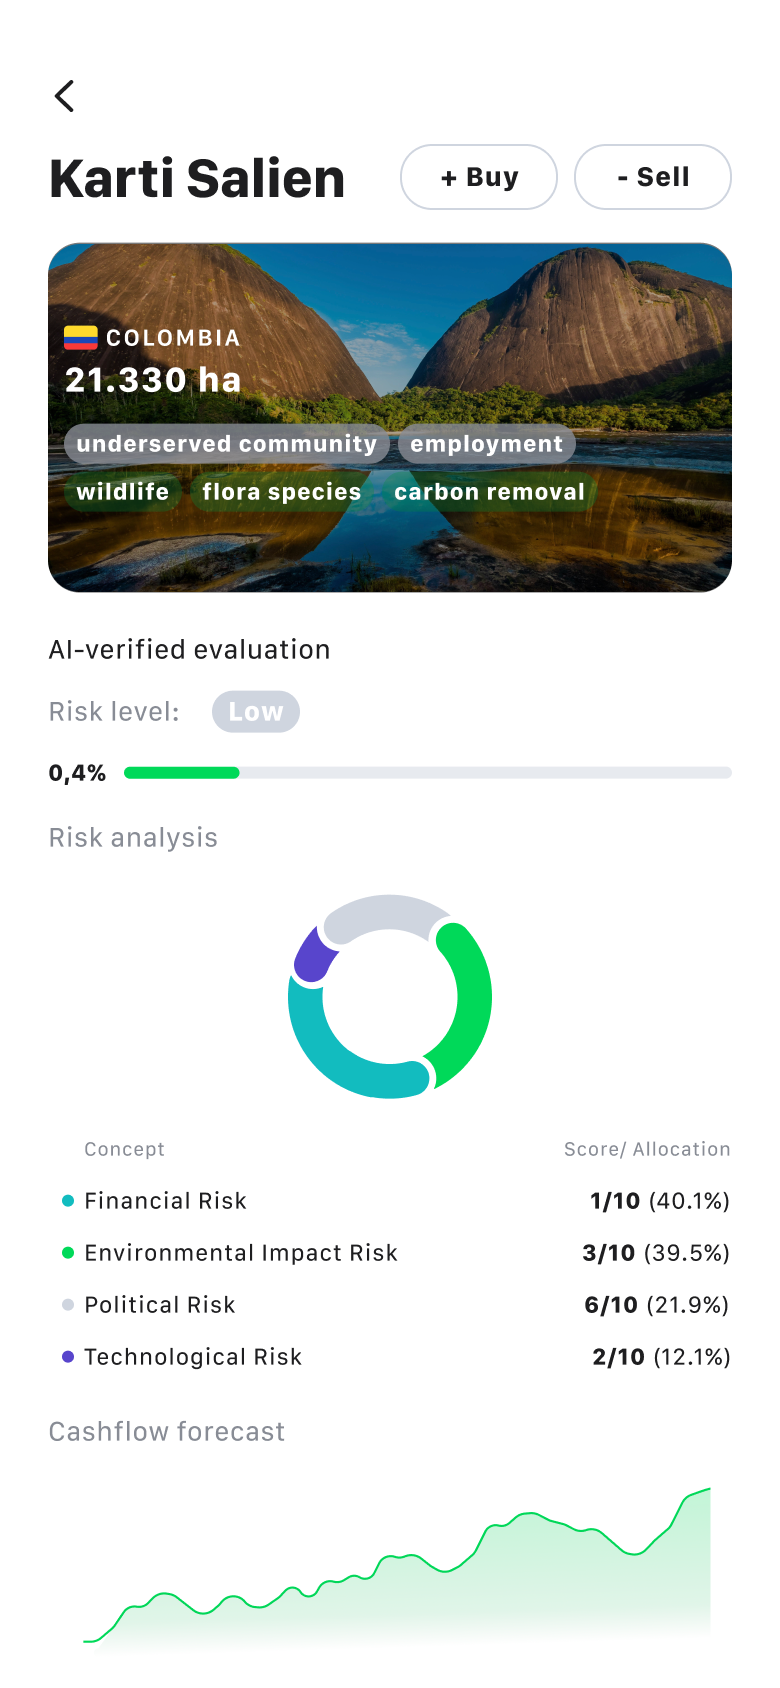 Karti Salien
+ Buy
- Sell
COLOMBIA
21.330 ha
underserved community
employment
wildlife
flora species
carbon removal
AI-verified evaluation
Risk level:
Low
0,4%
Risk analysis
Concept
Score/ Allocation
Financial Risk
1/10 (40.1%)
Environmental Impact Risk
3/10 (39.5%)
Political Risk
6/10 (21.9%)
Technological Risk
2/10 (12.1%)
Cashflow forecast